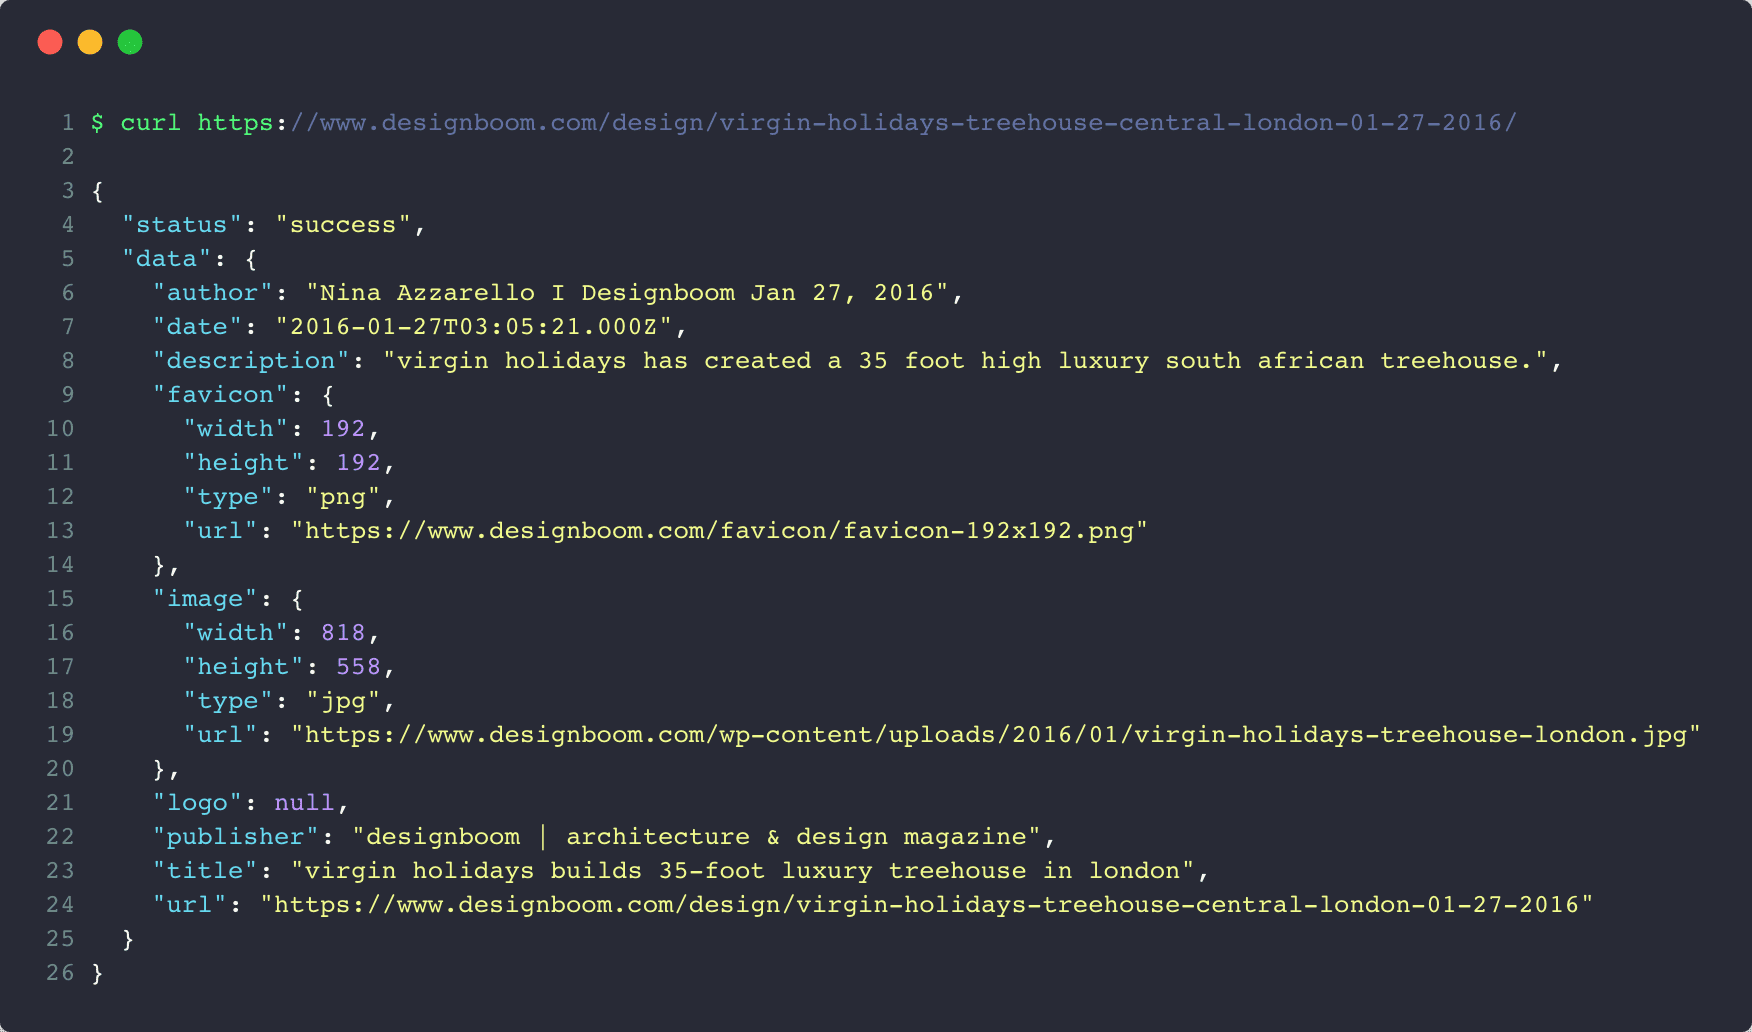 1 $ curl https://www.designboom.com/design/virgin-holidays-treehouse-central-london-01-27-2016/
2
3 {
4   "status": "success",
5   "data": {
6     "author": "Nina Azzarello I Designboom Jan 27, 2016",
7     "date": "2016-01-27T03:05:21.000Z",
8     "description": "virgin holidays has created a 35 foot high luxury south african treehouse.",
9     "favicon": {
10       "width": 192,
11       "height": 192,
12       "type": "png",
13       "url": "https://www.designboom.com/favicon/favicon-192x192.png"
14     },
15     "image": {
16       "width": 818,
17       "height": 558,
18       "type": "jpg",
19       "url": "https://www.designboom.com/wp-content/uploads/2016/01/virgin-holidays-treehouse-london.jpg"
20     },
21     "logo": null,
22     "publisher": "designboom | architecture & design magazine",
23     "title": "virgin holidays builds 35-foot luxury treehouse in london",
24     "url": "https://www.designboom.com/design/virgin-holidays-treehouse-central-london-01-27-2016"
25   }
26 }